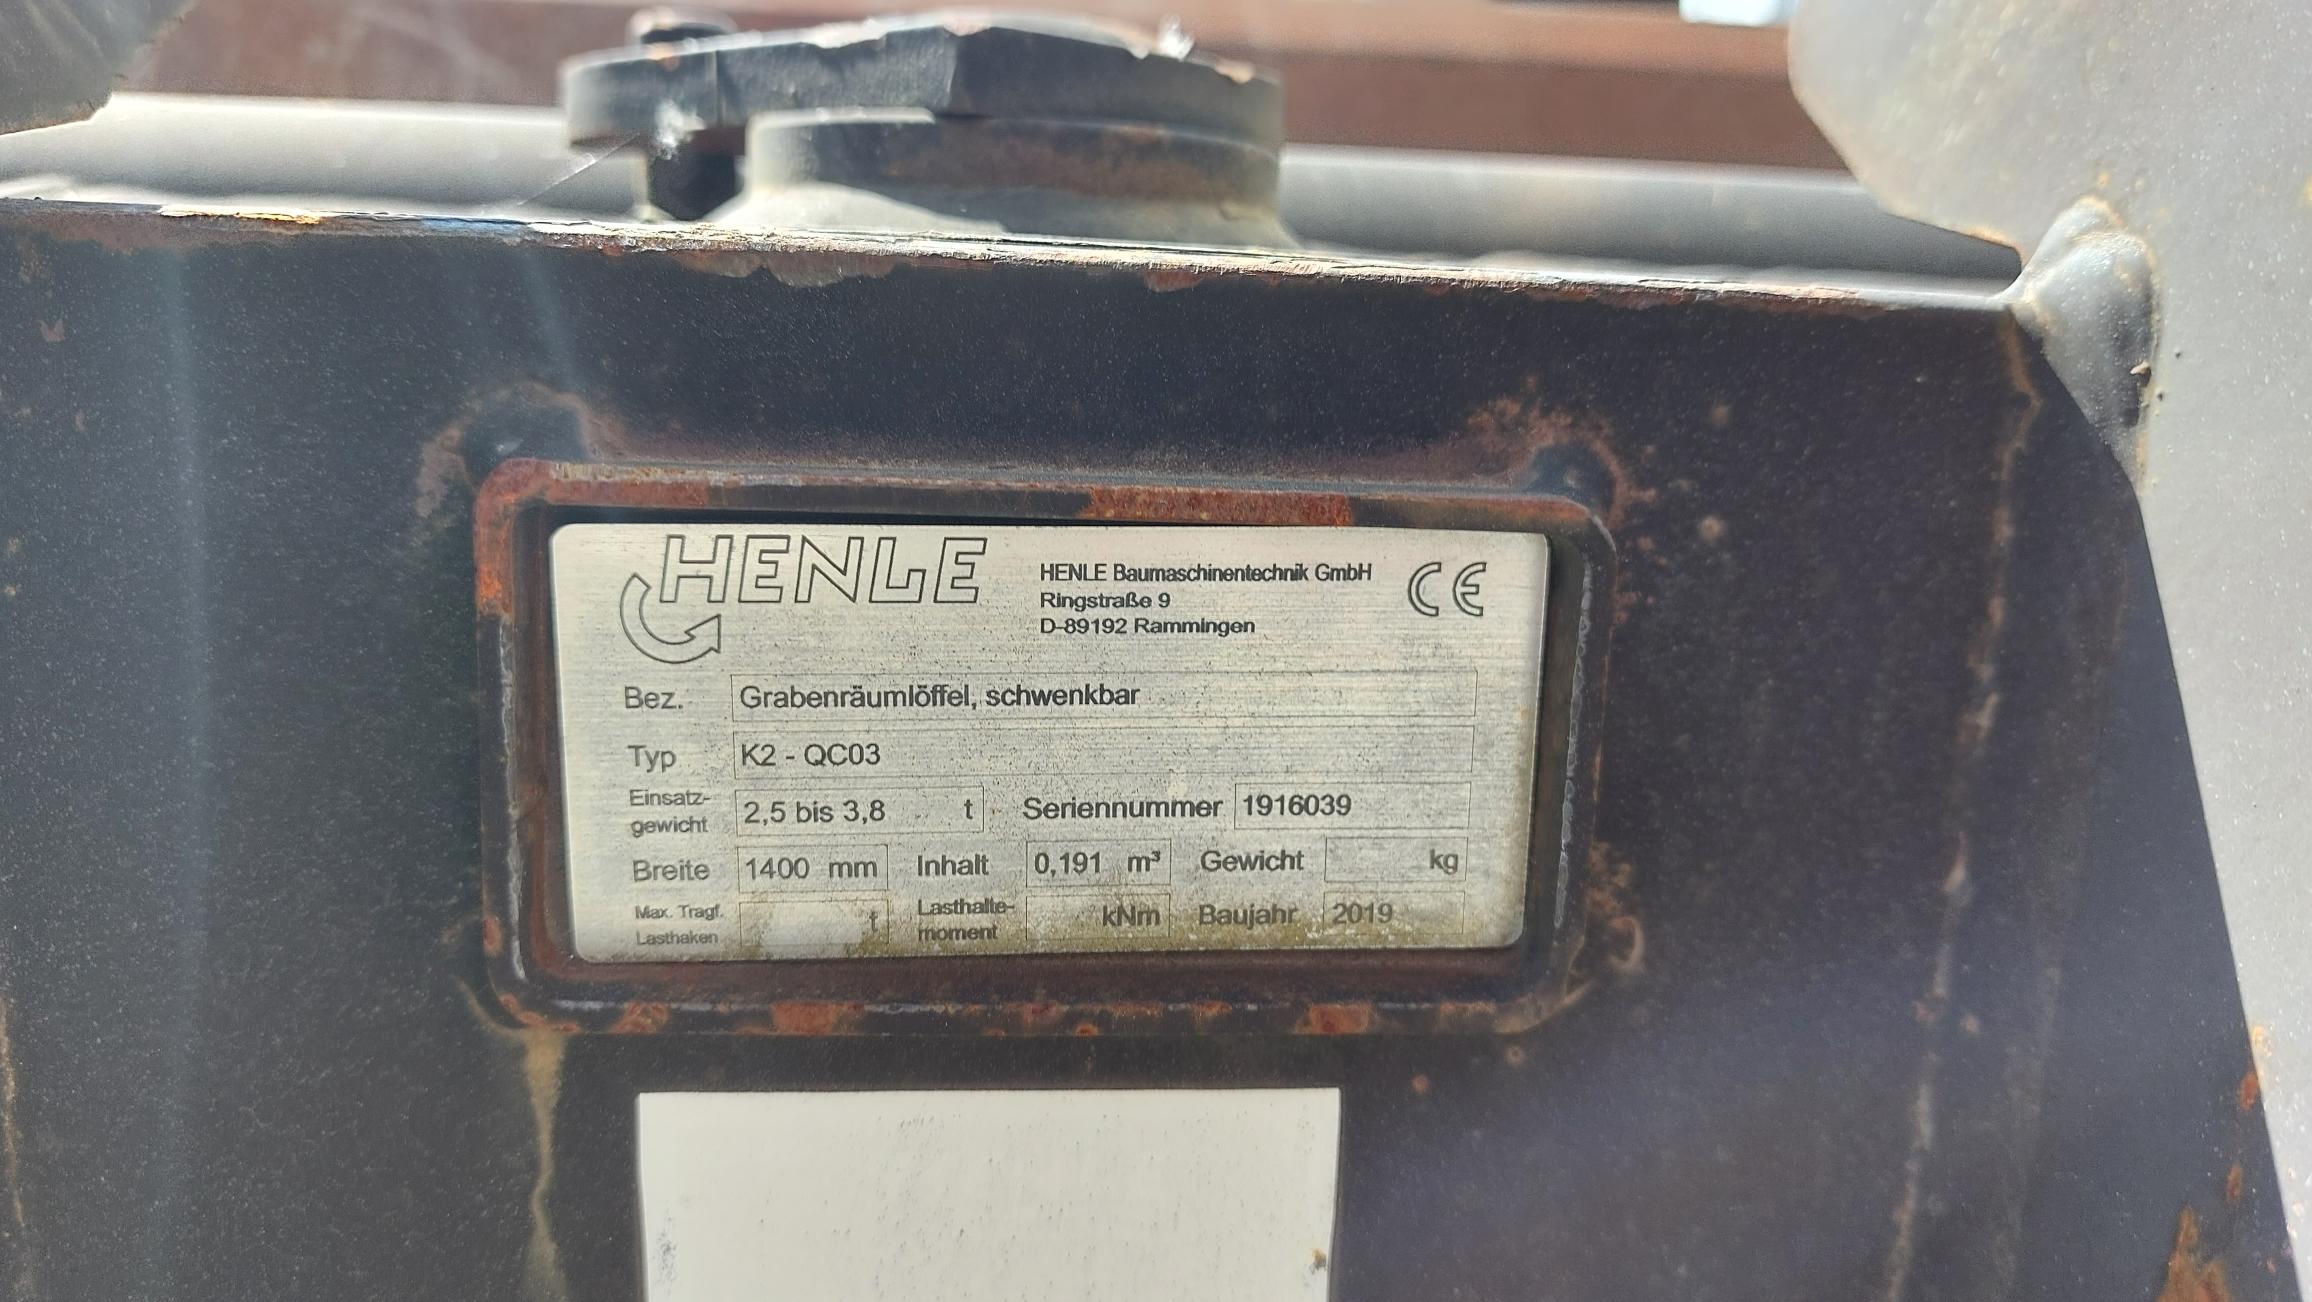 HENLE
HENLE Baumaschinentechnik GmbH
Ringstraße 9
D-89192 Rammingen
CE
Bez. Grabenräumlöffel, schwenkbar
Typ K2 - QC03
Einsatz-
gewicht 2,5 bis 3,8 t Seriennummer 1916039
Breite 1400 mm Inhalt 0,191 m³ Gewicht kg
Max. Tragf.
Lasthaken t Lasthalte-
moment kNm Baujahr 2019